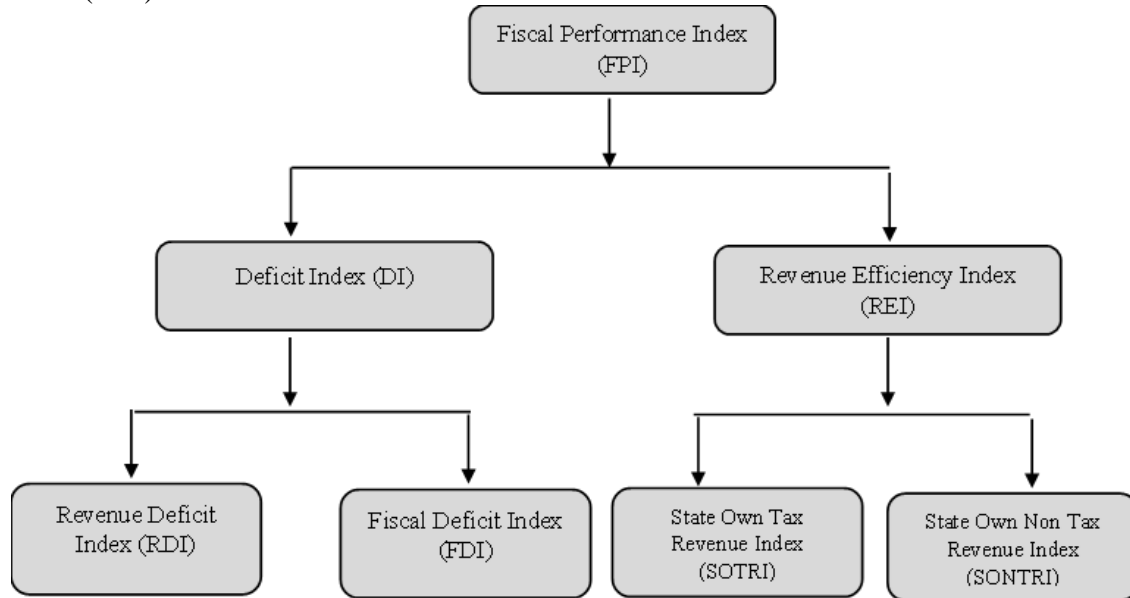 Fiscal Performance Index
(FPI)
Deficit Index (DI)
Revenue Efficiency Index
(REI)
Revenue Deficit
Index (RDI)
Fiscal Deficit Index
(FDI)
State Own Tax
Revenue Index
(SOTRI)
State Own Non Tax
Revenue Index
(SONTRI)